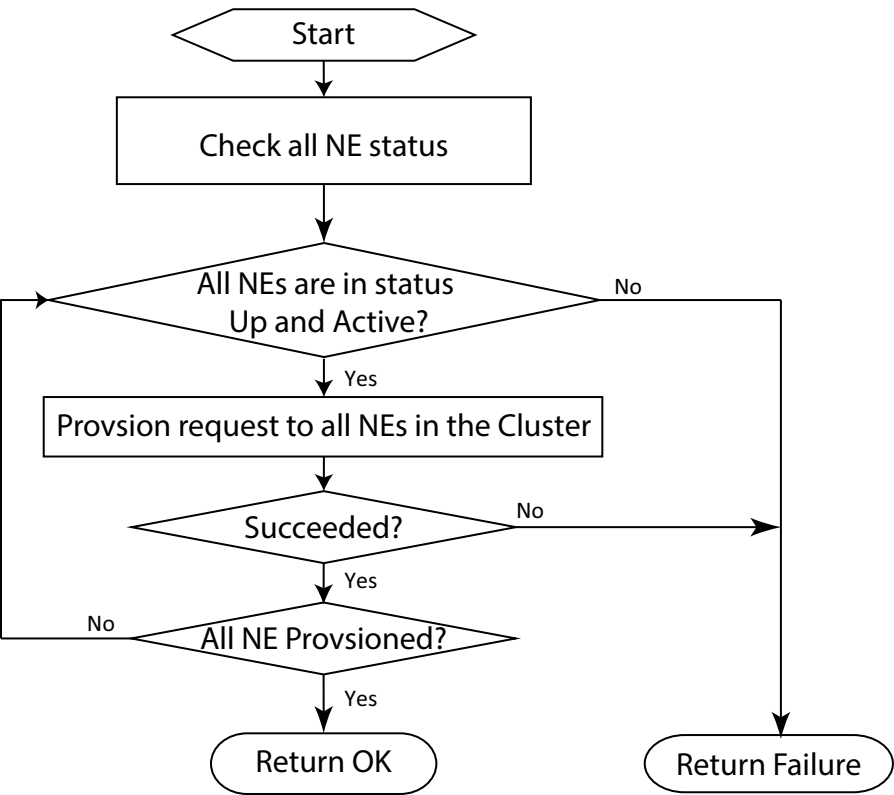 Start
Check all NE status
All NEs are in status
Up and Active?
No
Yes
Provsion request to all NEs in the Cluster
Succeeded?
No
Yes
No
All NE Provsioned?
Yes
Return OK
Return Failure